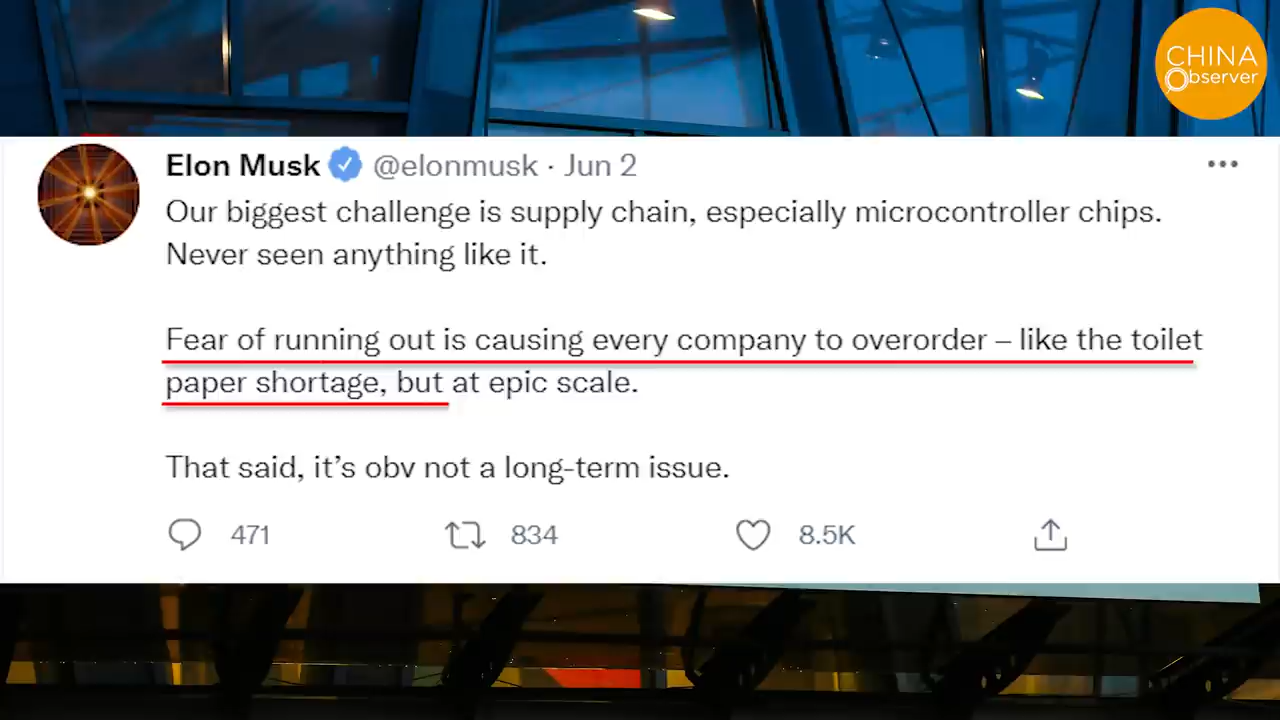 CHINA
Observer
Elon Musk @elonmusk · Jun 2
Our biggest challenge is supply chain, especially microcontroller chips.
Never seen anything like it.
Fear of running out is causing every company to overorder – like the toilet
paper shortage, but at epic scale.
That said, it's obv not a long-term issue.
471 834 8.5K